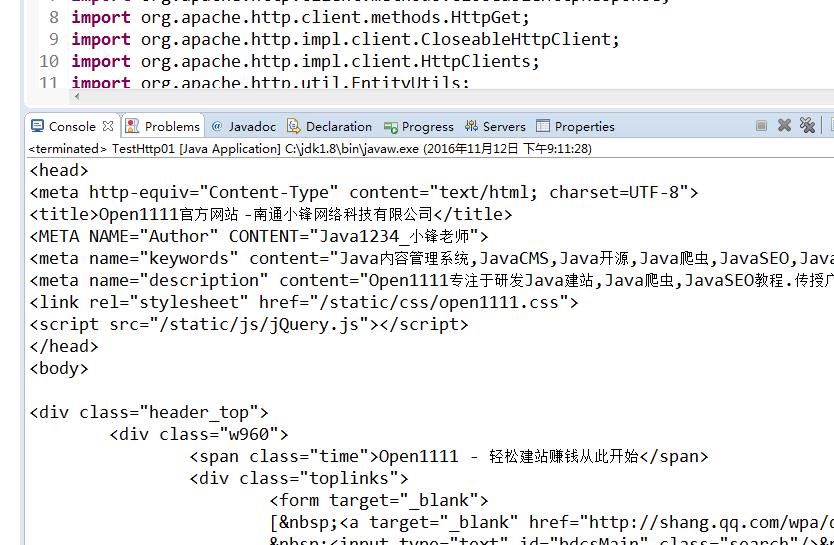 8 import org.apache.http.client.methods.HttpGet;
9 import org.apache.http.impl.client.CloseableHttpClient;
10 import org.apache.http.impl.client.HttpClients;
11 import org.apache.http.util.EntityUtils;
Console Problems @ Javadoc Declaration Progress Servers Properties
<terminated> TestHttp01 [Java Application] C:\jdk1.8\bin\javaw.exe (2016年11月12日 下午9:11:28)
<head>
<meta http-equiv="Content-Type" content="text/html; charset=UTF-8">
<title>Open1111官方网站 -南通小锋网络科技有限公司</title>
<META NAME="Author" CONTENT="Java1234_小锋老师">
<meta name="keywords" content="Java内容管理系统,JavaCMS,Java开源,Java爬虫,JavaSEO,Java
<meta name="description" content="Open1111专注于研发Java建站,Java爬虫,JavaSEO教程.传授广
<link rel="stylesheet" href="/static/css/open1111.css">
<script src="/static/js/jQuery.js"></script>
</head>
<body>
<div class="header_top">
<div class="w960">
<span class="time">Open1111 - 轻松建站赚钱从此开始</span>
<div class="toplinks">
<form target="_blank">
[&nbsp;<a target="_blank" href="http://shang.qq.com/wpa/
&nbsp;<input type="text" id="bdcsMain" class="search"/>